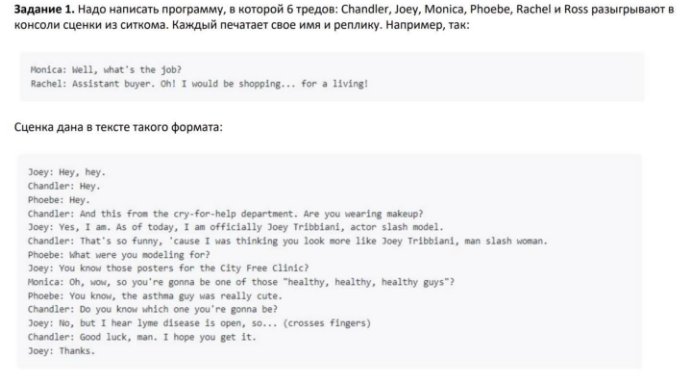 Задание 1. Надо написать программу, в которой 6 тредов: Chandler, Joey, Monica, Phoebe, Rachel и Ross разыгрывают в
консоли сценки из ситкома. Каждый печатает свое имя и реплику. Например, так:
Monica: Well, what's the job?
Rachel: Assistant buyer. Oh! I would be shopping... for a living!
Сценка дана в тексте такого формата:
Joey: Hey, hey.
Chandler: Hey.
Phoebe: Hey.
Chandler: And this from the cry-for-help department. Are you wearing makeup?
Joey: Yes, I am. As of today, I am officially Joey Tribbiani, actor slash model.
Chandler: That's so funny, 'cause I was thinking you look more like Joey Tribbiani, man slash woman.
Phoebe: What were you modeling for?
Joey: You know those posters for the City Free Clinic?
Monica: Oh, wow, so you're gonna be one of those "healthy, healthy, healthy guys"?
Phoebe: You know, the asthma guy was really cute.
Chandler: Do you know which one you're gonna be?
Joey: No, but I hear lyme disease is open, so... (crosses fingers)
Chandler: Good luck, man. I hope you get it.
Joey: Thanks.